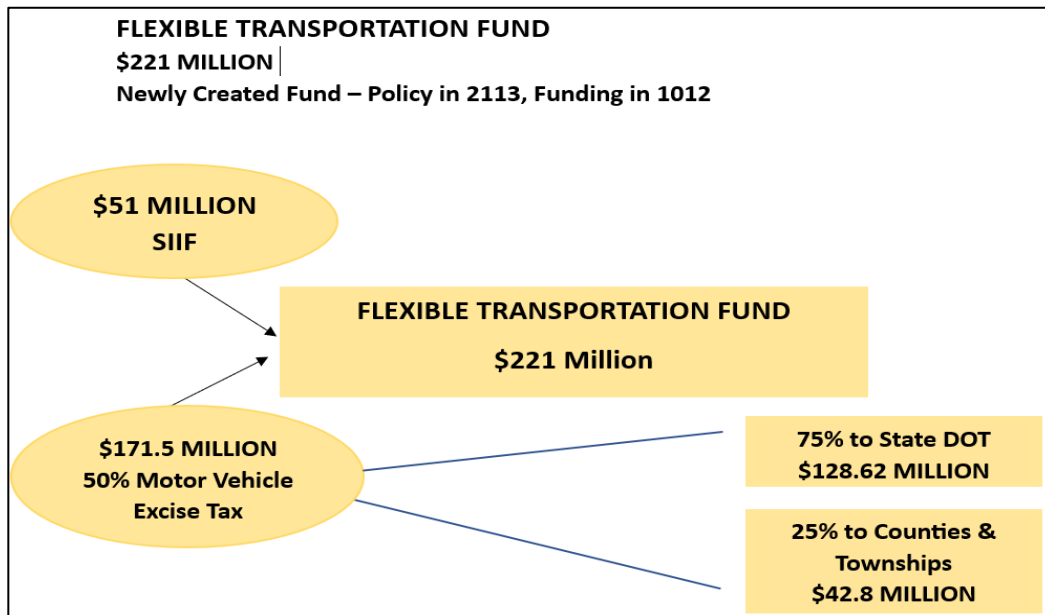 FLEXIBLE TRANSPORTATION FUND
$221 MILLION
Newly Created Fund – Policy in 2113, Funding in 1012
$51 MILLION
SIIF
FLEXIBLE TRANSPORTATION FUND
$221 Million
$171.5 MILLION
50% Motor Vehicle
Excise Tax
75% to State DOT
$128.62 MILLION
25% to Counties &
Townships
$42.8 MILLION